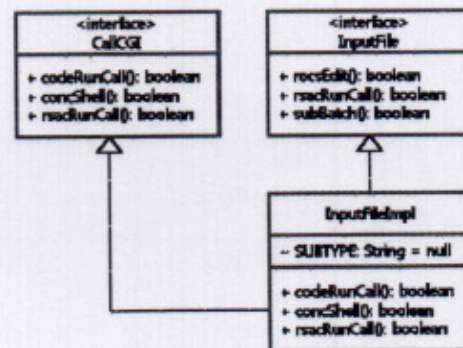 <interface>
CallCGI
+ codeRunCall(): boolean
+ concShell(): boolean
+ rsacRunCall(): boolean
<interface>
InputFile
+ rocsEdit(): boolean
+ rsacRunCall(): boolean
+ subBatch(): boolean
InputFileImpl
~ SUBTYPE: String = null
+ codeRunCall(): boolean
+ concShell(): boolean
+ rsacRunCall(): boolean